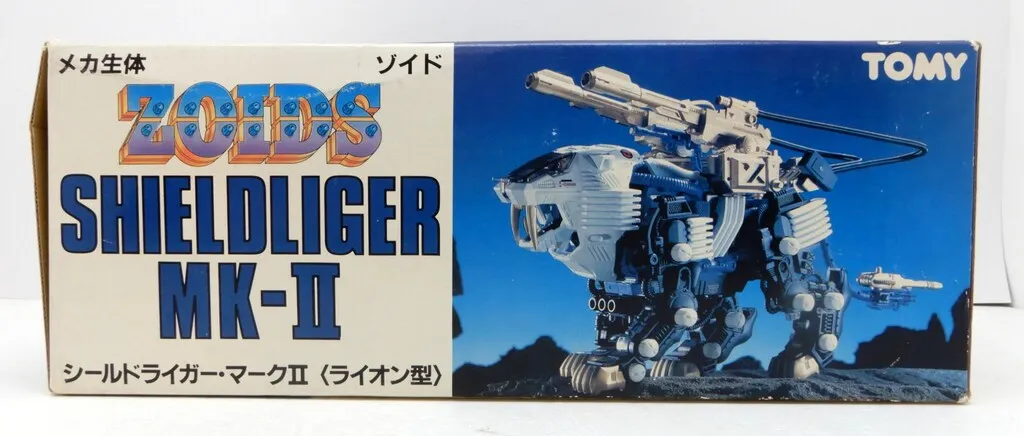 メカ生体 ゾイド
ZOIDS
SHIELDLIGER
MK-II
シールドライガー・マークII〈ライオン型〉
TOMY